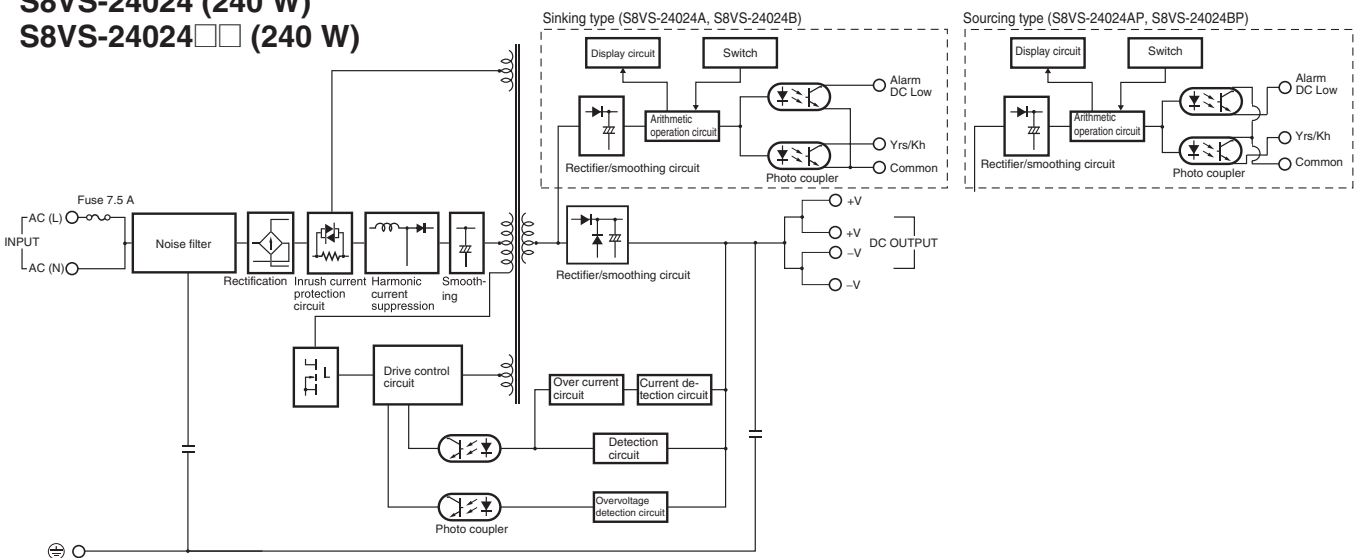 S8VS-24024 (240 W)
S8VS-24024□□ (240 W)
Sinking type (S8VS-24024A, S8VS-24024B)
Display circuit
Switch
Alarm
DC Low
Arithmetic
operation circuit
Yrs/Kh
Rectifier/smoothing circuit
Photo coupler
Common
Sourcing type (S8VS-24024AP, S8VS-24024BP)
Display circuit
Switch
Alarm
DC Low
Arithmetic
operation circuit
Yrs/Kh
Rectifier/smoothing circuit
Photo coupler
Common
Fuse 7.5 A
AC (L)
INPUT
AC (N)
Noise filter
Rectification
Inrush current
protection
circuit
Harmonic
current
suppression
Smooth-
ing
Rectifier/smoothing circuit
+V
+V
DC OUTPUT
–V
–V
Drive control
circuit
Over current
circuit
Current de-
tection circuit
Detection
circuit
Overvoltage
detection circuit
Photo coupler